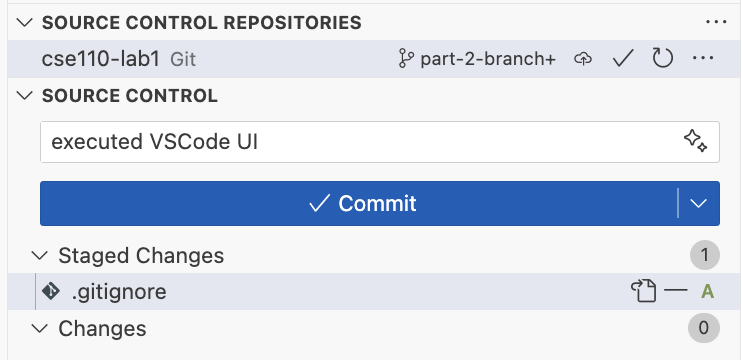 SOURCE CONTROL REPOSITORIES
cse110-lab1 Git part-2-branch+
SOURCE CONTROL
executed VSCode UI
Commit
Staged Changes 1
.gitignore A
Changes 0